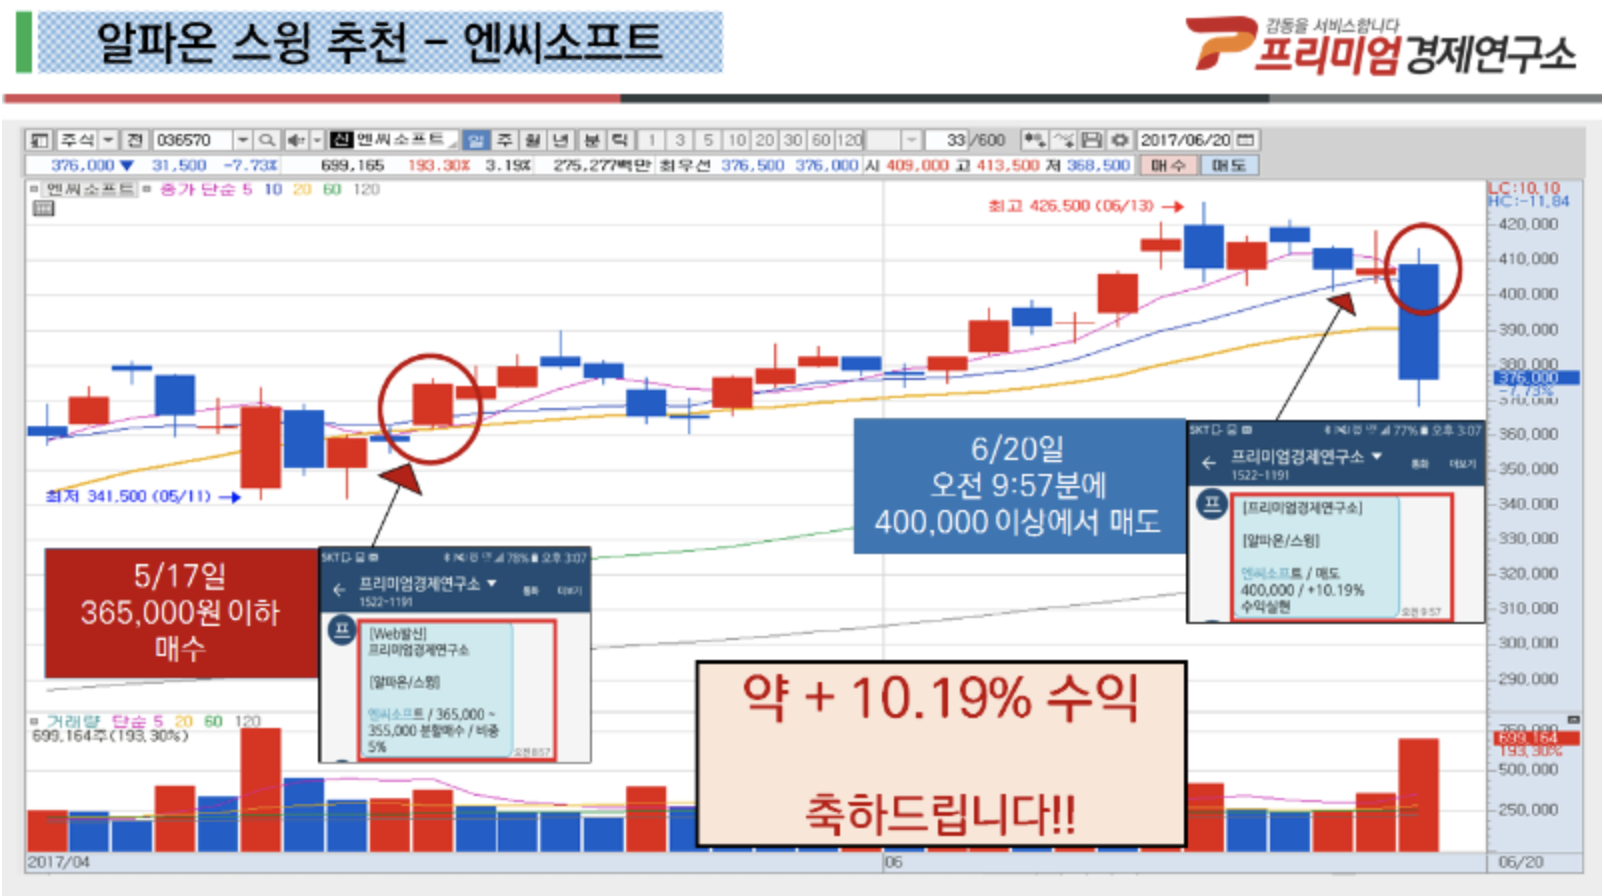 알파온 스윙 추천 - 엔씨소프트
감동을 서비스합니다
프리미엄경제연구소
주식 전 036570 신 엔씨소프트 일 주 월 년 분 틱 1 3 5 10 20 30 60 120 33 /600 2017/06/20
376,000 ▼ 31,500 -7.73% 699,165 193.30% 3.19% 275,277백만 최우선 376,500 376,000 시 409,000 고 413,500 저 368,500 매수 매도
엔씨소프트 종가 단순 5 10 20 60 120
LC:10.10
HC:-11.84
최고 426,500 (06/13) →
420,000
410,000
400,000
390,000
380,000
376,000
-7.73%
370,000
360,000
350,000
340,000
330,000
320,000
310,000
300,000
290,000
최저 341,500 (05/11) →
5/17일
365,000원 이하
매수
SKT 78% 오후 3:07
프리미엄경제연구소 ▼
1522-1191
통화 더보기
프
[Web발신]
프리미엄경제연구소
[알파온/스윙]
엔씨소프트 / 365,000 ~
355,000 분할매수 / 비중
5%
오전 8:57
6/20일
오전 9:57분에
400,000 이상에서 매도
SKT 77% 오후 3:07
프리미엄경제연구소 ▼
1522-1191
통화 더보기
프
[프리미엄경제연구소]
[알파온/스윙]
엔씨소프트 / 매도
400,000 / +10.19%
수익실현
오전 9:57
약 + 10.19% 수익
축하드립니다!!
거래량 단순 5 20 60 120
699,164주(193.30%)
750,000
699,164
193.30%
500,000
250,000
2017/04
06
06/20